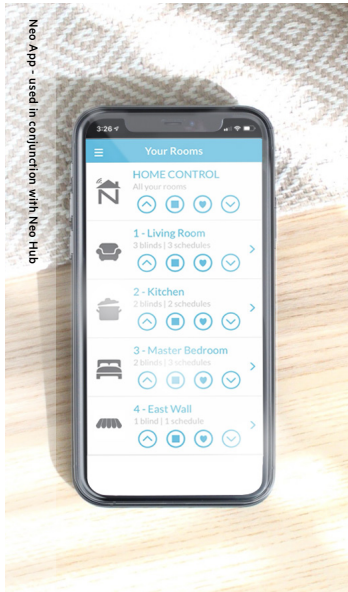 Neo App - used in conjunction with Neo Hub
3:26
Your Rooms
HOME CONTROL
All your rooms
N
1 - Living Room
3 blinds | 3 schedules
2 - Kitchen
2 blinds | 2 schedules
3 - Master Bedroom
2 blinds | 3 schedules
4 - East Wall
1 blind | 1 schedule